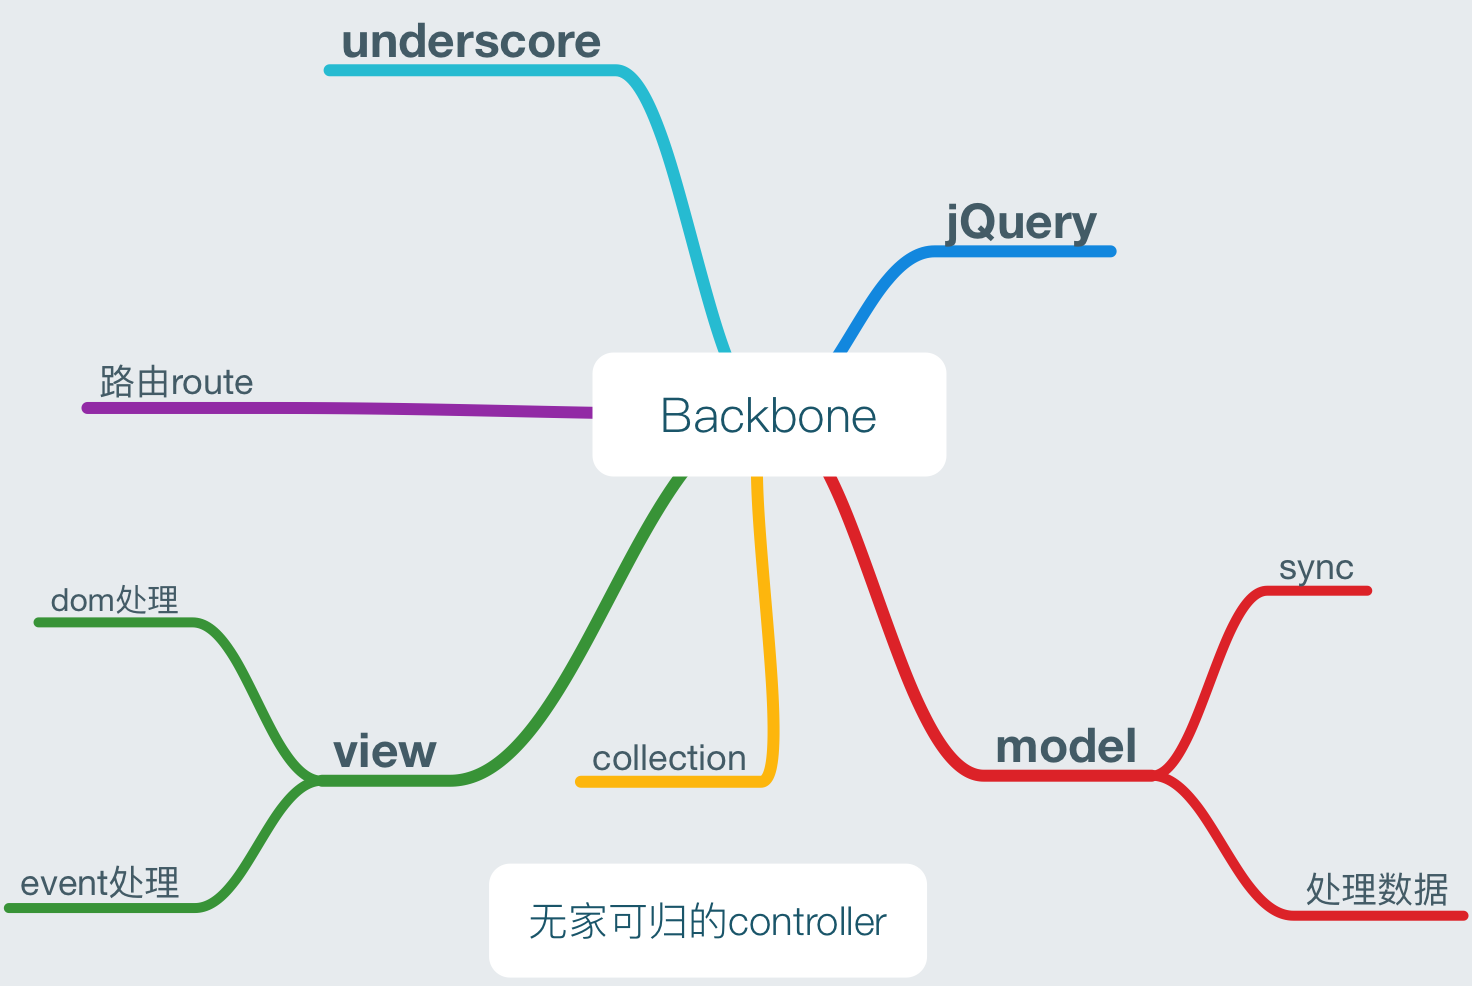 underscore
jQuery
路由route
Backbone
sync
dom处理
view
collection
model
event处理
处理数据
无家可归的controller